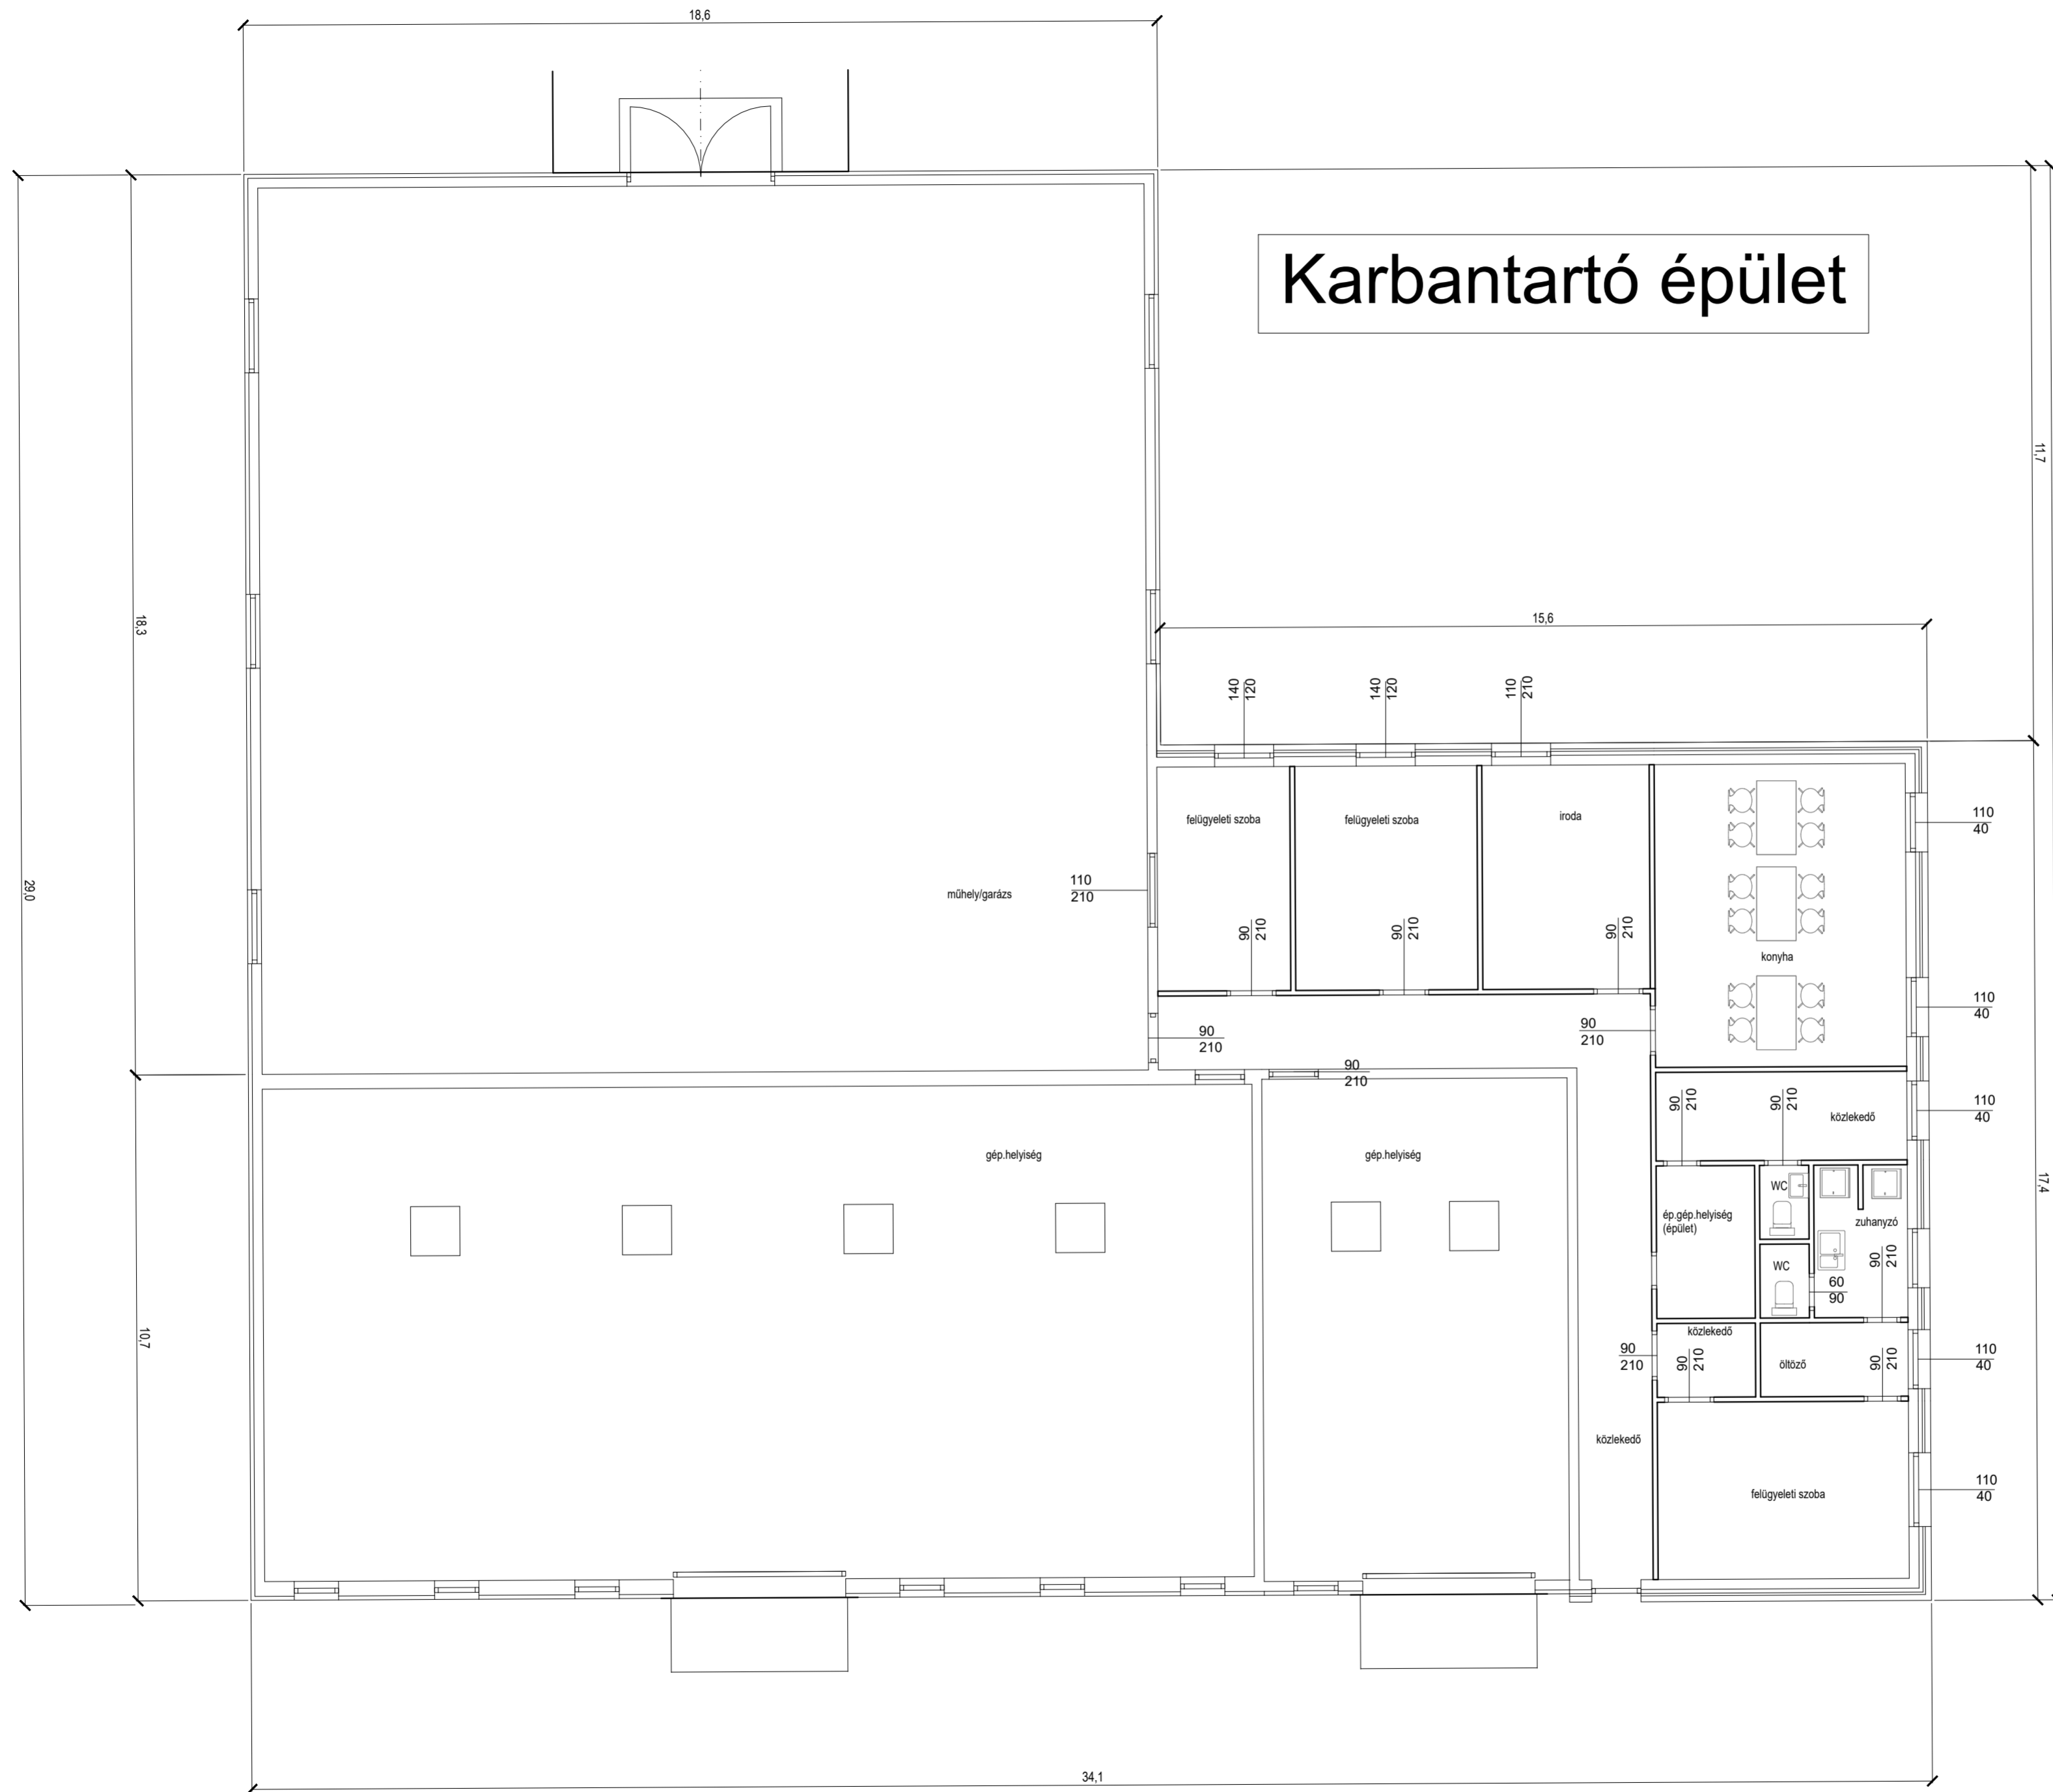 18,6
Karbantartó épület
11,7
18,3
15,6
140
120
140
120
110
210
felügyeleti szoba
felügyeleti szoba
iroda
110
40
29,0
műhely/garázs
110
210
90
210
90
210
90
210
konyha
110
40
90
210
90
210
90
210
90
210
90
210
közlekedő
110
40
gép.helyiség
gép.helyiség
WC
17,4
ép.gép.helyiség
(épület)
zuhanyzó
WC
90
210
60
90
10,7
közlekedő
90
210
90
210
öltöző
90
210
110
40
közlekedő
felügyeleti szoba
110
40
34,1